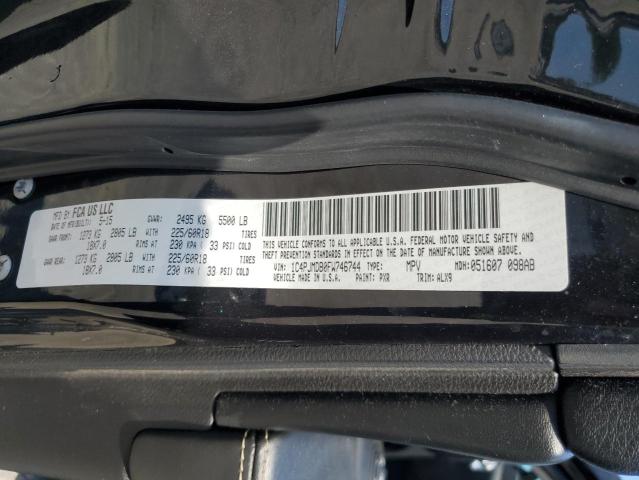 MFD BY FCA US LLC
DATE OF MFR(BUILT): 5-15 GVWR: 2495 KG 5500 LB
GAWR FRONT: 1273 KG 2805 LB WITH 225/60R18 TIRES
18X7.0 RIMS AT 230 KPA ( 33 PSI) COLD
GAWR REAR: 1273 KG 2805 LB WITH 225/60R18 TIRES
18X7.0 RIMS AT 230 KPA ( 33 PSI) COLD
THIS VEHICLE CONFORMS TO ALL APPLICABLE U.S.A. FEDERAL MOTOR VEHICLE SAFETY AND
THEFT PREVENTION STANDARDS IN EFFECT ON THE DATE OF MANUFACTURE SHOWN ABOVE.
VIN: 1C4PJMDB0FW746744 TYPE: MPV MDH: 051607 098AB
VEHICLE MADE IN U.S.A. PAINT: PXR TRIM: ALX9